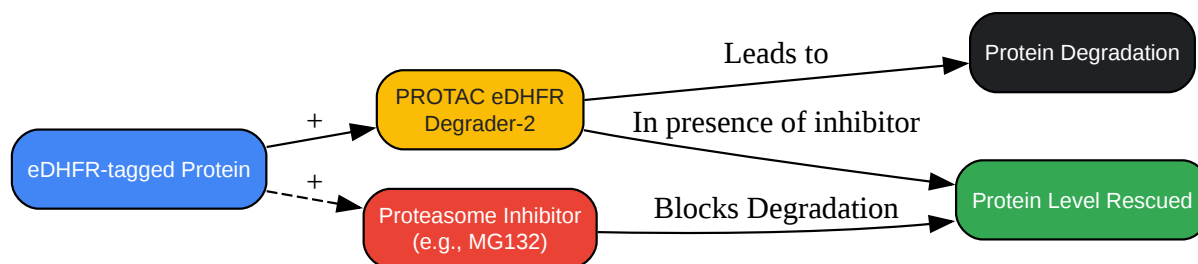 eDHFR-tagged Protein
+
+
PROTAC eDHFR
Degrader-2
Proteasome Inhibitor
(e.g., MG132)
Leads to
In presence of inhibitor
Blocks Degradation
Protein Degradation
Protein Level Rescued